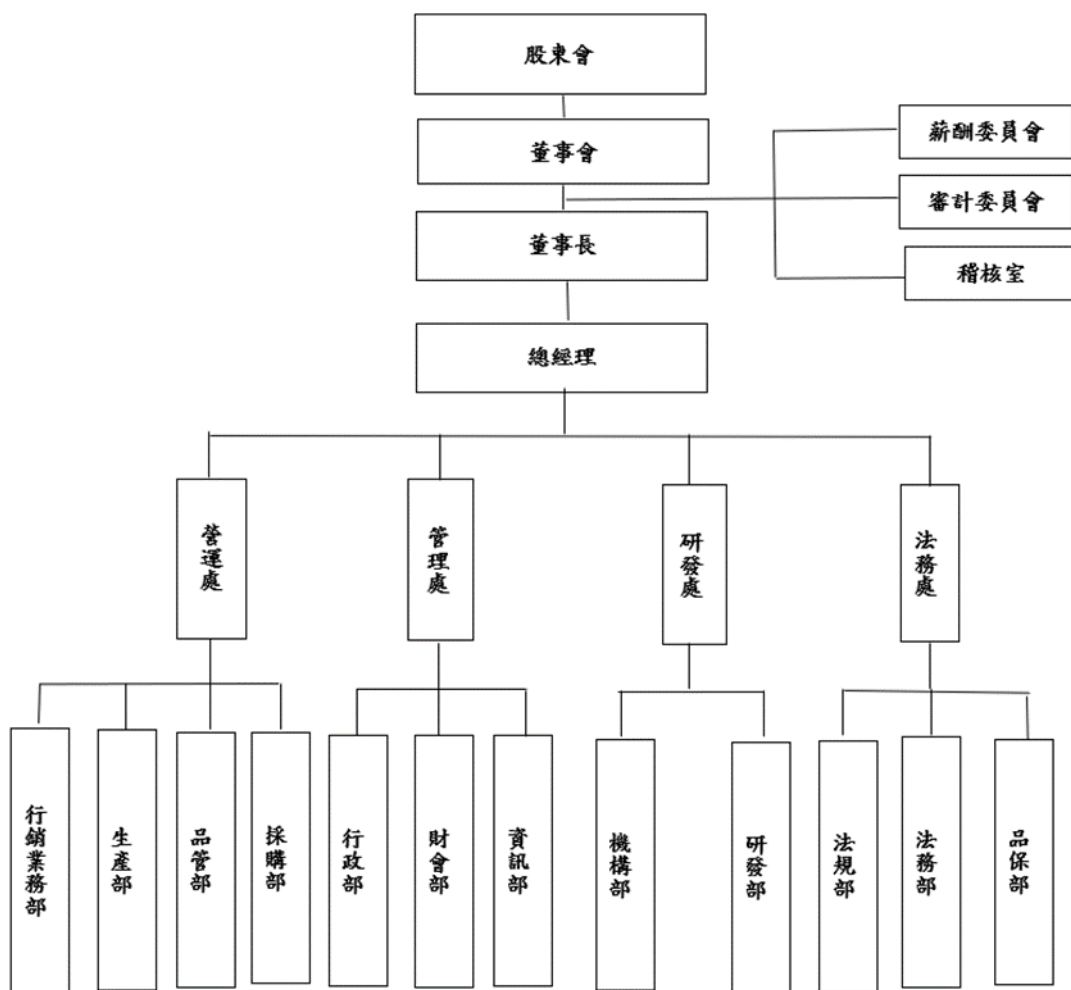 股東會
董事會
薪酬委員會
審計委員會
董事長
稽核室
總經理
營運處
管理處
研發處
法務處
行銷業務部
生產部
品管部
採購部
行政部
財會部
資訊部
機構部
研發部
法規部
法務部
品保部